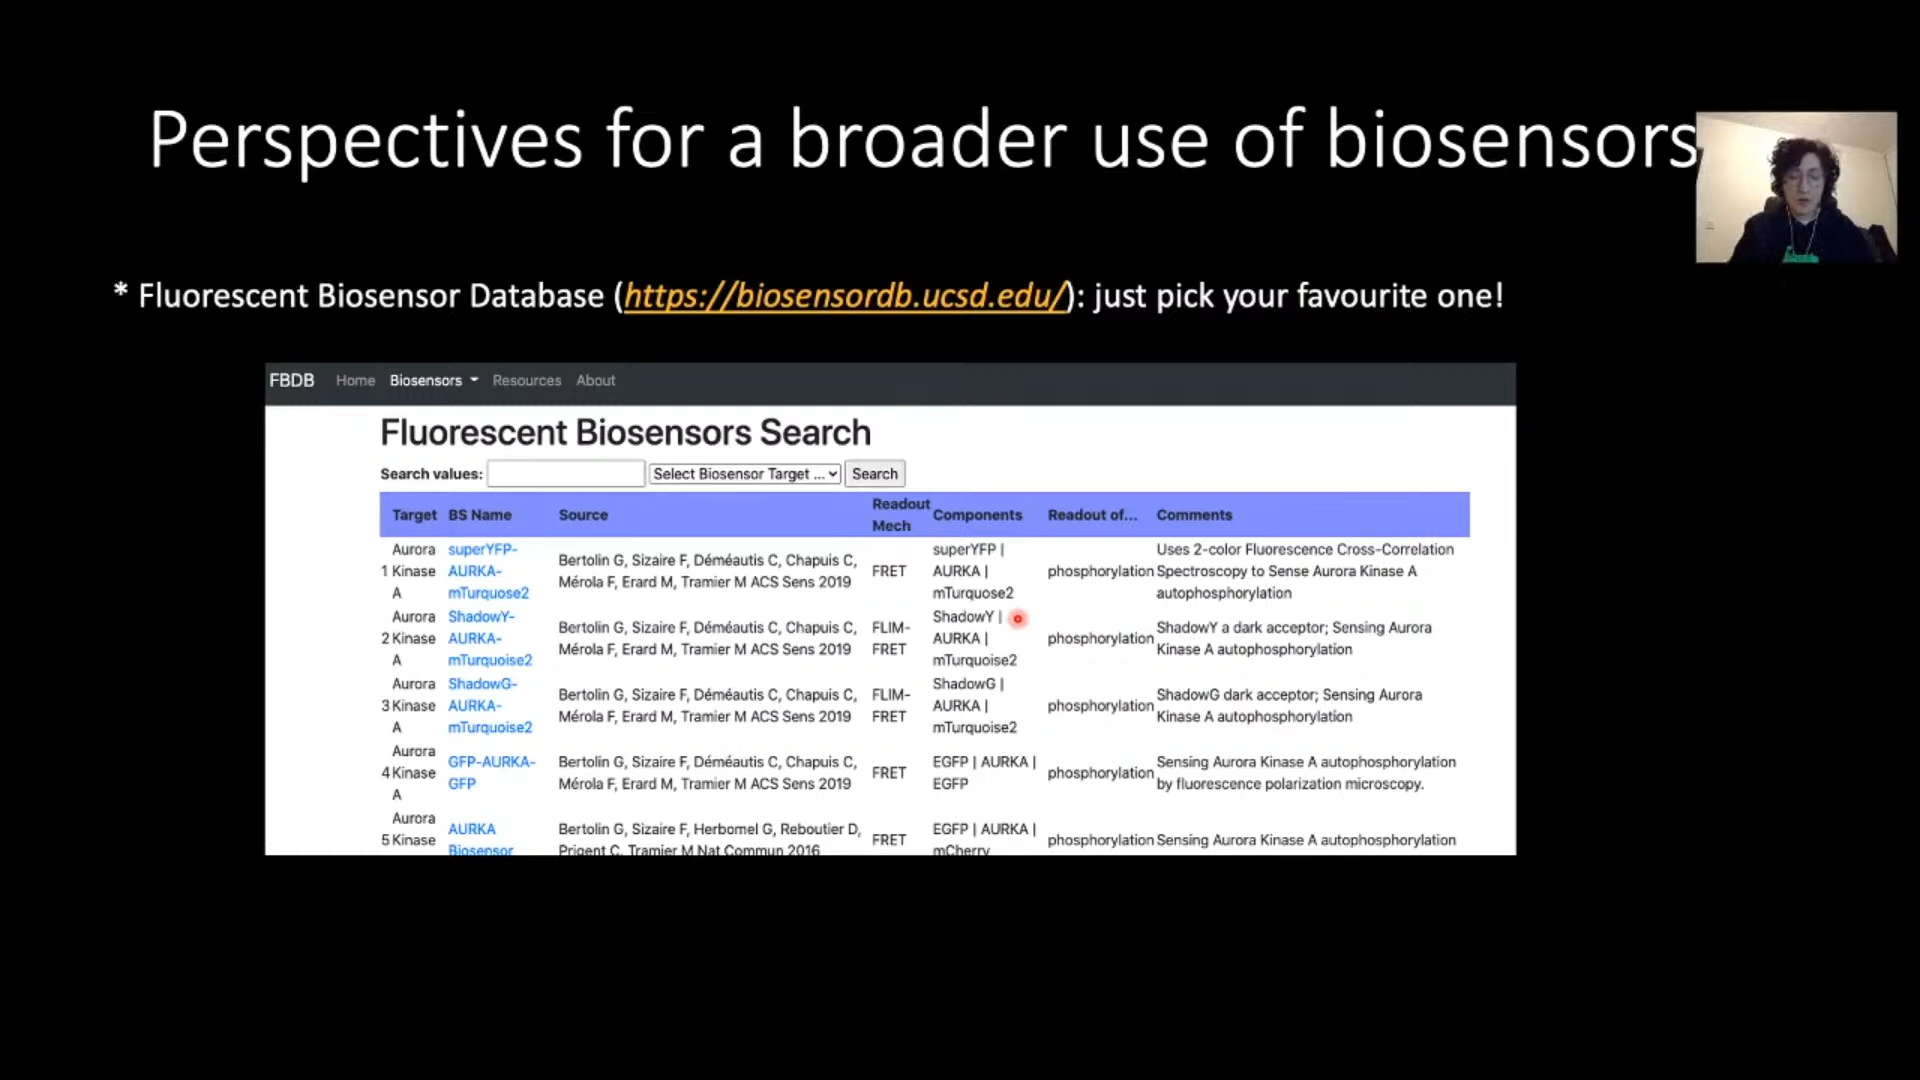 Perspectives for a broader use of biosensors
* Fluorescent Biosensor Database (https://biosensordb.ucsd.edu/): just pick your favourite one!
FBDB Home Biosensors Resources About
Fluorescent Biosensors Search
Search values: Select Biosensor Target ... Search
Target BS Name Source Readout Mech Components Readout of... Comments
1 Aurora Kinase A superYFP-AURKA-mTurquose2 Bertolin G, Sizaire F, Déméautis C, Chapuis C, Mérola F, Erard M, Tramier M ACS Sens 2019 FRET superYFP | AURKA | mTurquose2 phosphorylation Uses 2-color Fluorescence Cross-Correlation Spectroscopy to Sense Aurora Kinase A autophosphorylation
2 Aurora Kinase A ShadowY-AURKA-mTurquoise2 Bertolin G, Sizaire F, Déméautis C, Chapuis C, Mérola F, Erard M, Tramier M ACS Sens 2019 FLIM-FRET ShadowY | AURKA | mTurquoise2 phosphorylation ShadowY a dark acceptor; Sensing Aurora Kinase A autophosphorylation
3 Aurora Kinase A ShadowG-AURKA-mTurquoise2 Bertolin G, Sizaire F, Déméautis C, Chapuis C, Mérola F, Erard M, Tramier M ACS Sens 2019 FLIM-FRET ShadowG | AURKA | mTurquoise2 phosphorylation ShadowG dark acceptor; Sensing Aurora Kinase A autophosphorylation
4 Aurora Kinase A GFP-AURKA-GFP Bertolin G, Sizaire F, Déméautis C, Chapuis C, Mérola F, Erard M, Tramier M ACS Sens 2019 FRET EGFP | AURKA | EGFP phosphorylation Sensing Aurora Kinase A autophosphorylation by fluorescence polarization microscopy.
5 Aurora Kinase AURKA Biosensor Bertolin G, Sizaire F, Herbomel G, Reboutier D, Prigent C, Tramier M Nat Commun 2016 FRET EGFP | AURKA | mCherry phosphorylation Sensing Aurora Kinase A autophosphorylation